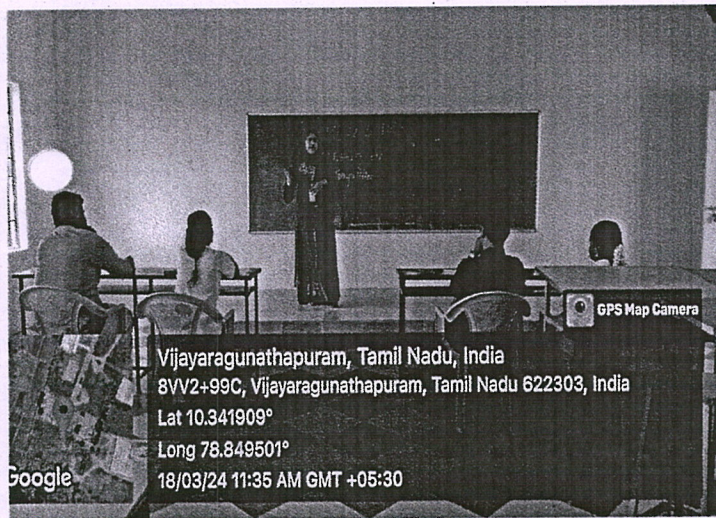 GPS Map Camera
Vijayaragunathapuram, Tamil Nadu, India
8VV2+99C, Vijayaragunathapuram, Tamil Nadu 622303, India
Lat 10.341909°
Long 78.849501°
18/03/24 11:35 AM GMT +05:30
Google